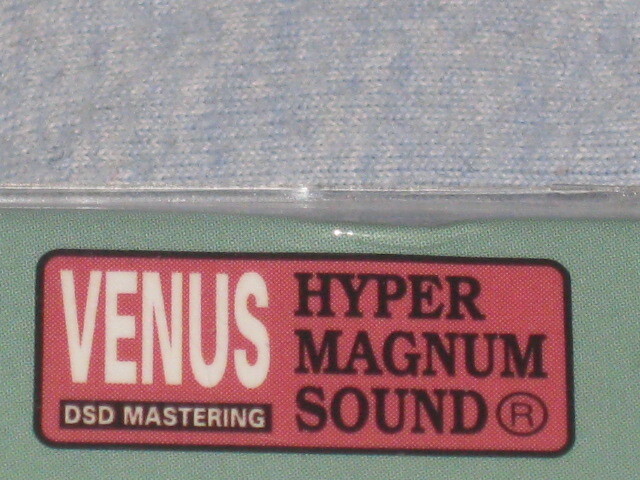 VENUS
DSD MASTERING
HYPER
MAGNUM
SOUND ®